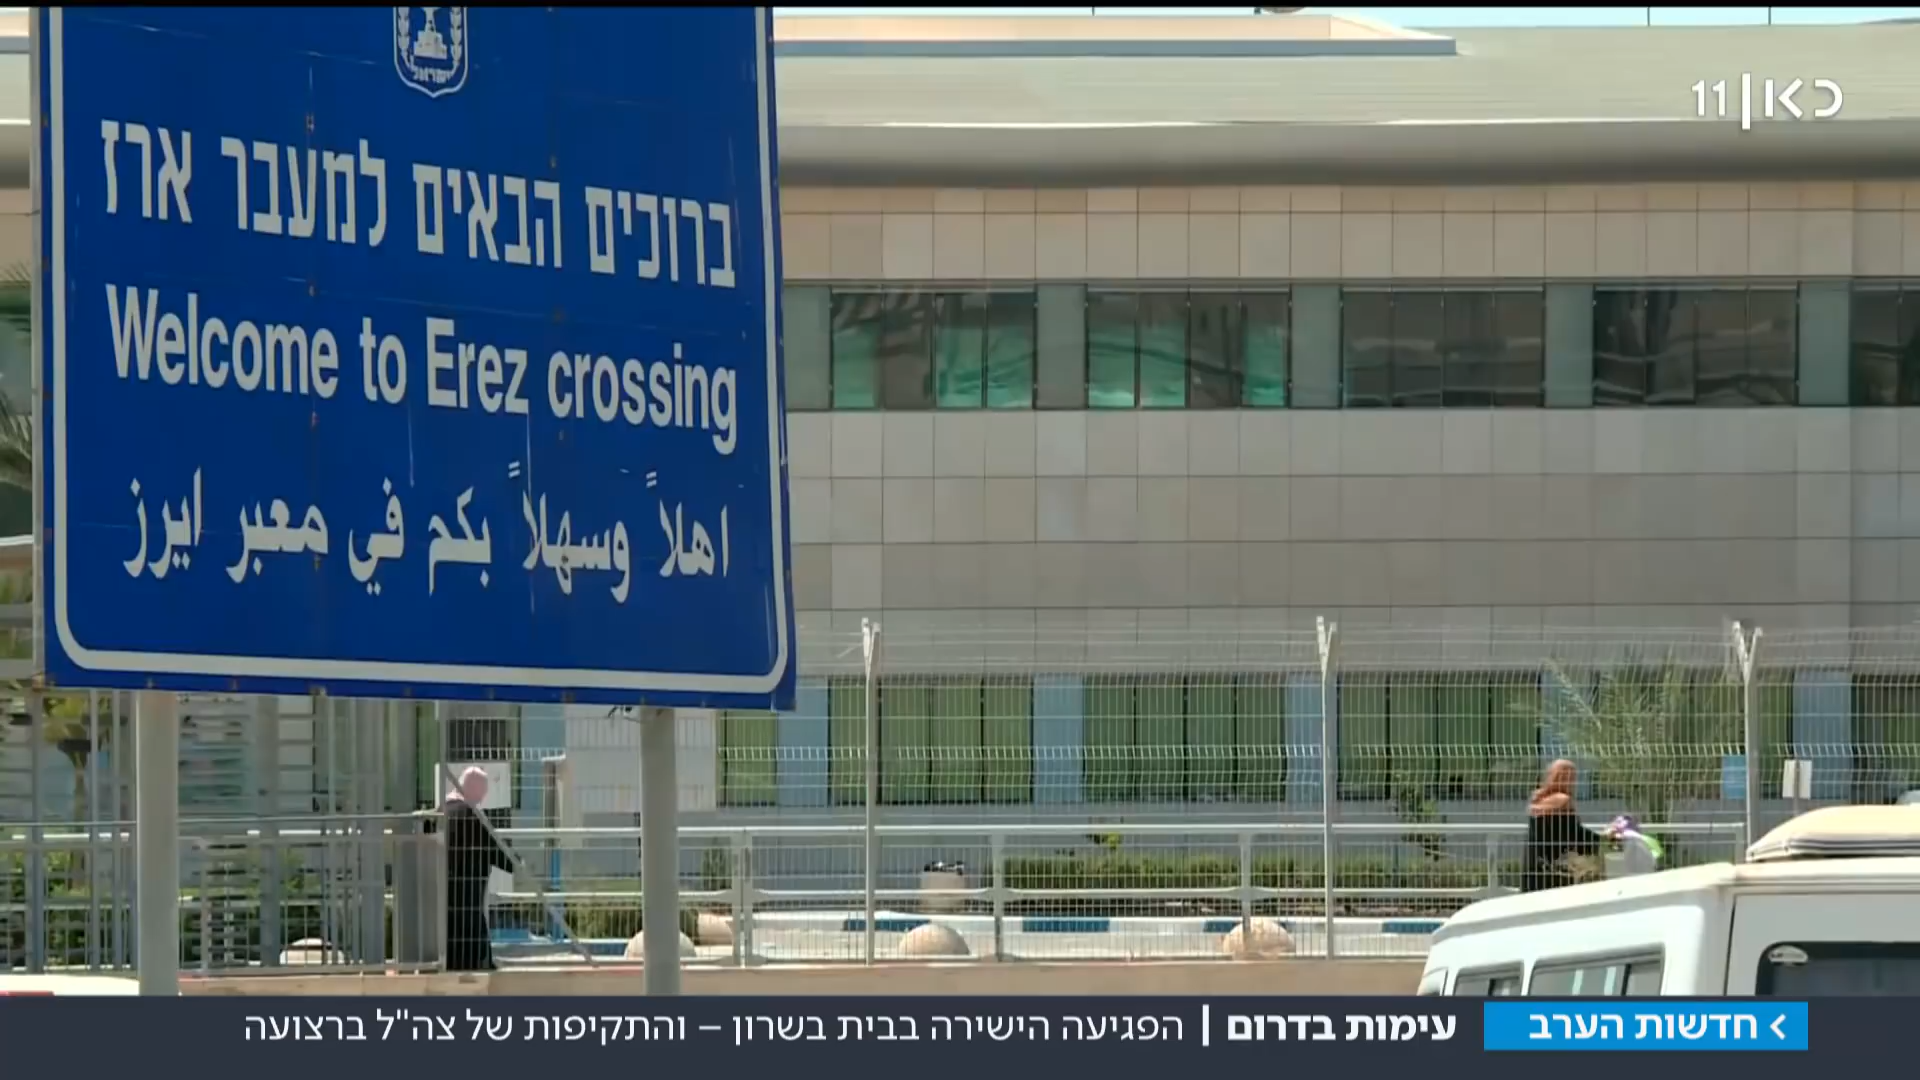 ישראל
ברוכים הבאים למעבר ארז
Welcome to Erez crossing
اهلاً وسهلاً بكم في معبر ايرز
כאן 11
חדשות הערב
עימות בדרום | הפגיעה הישירה בבית בשרון – והתקיפות של צה"ל ברצועה